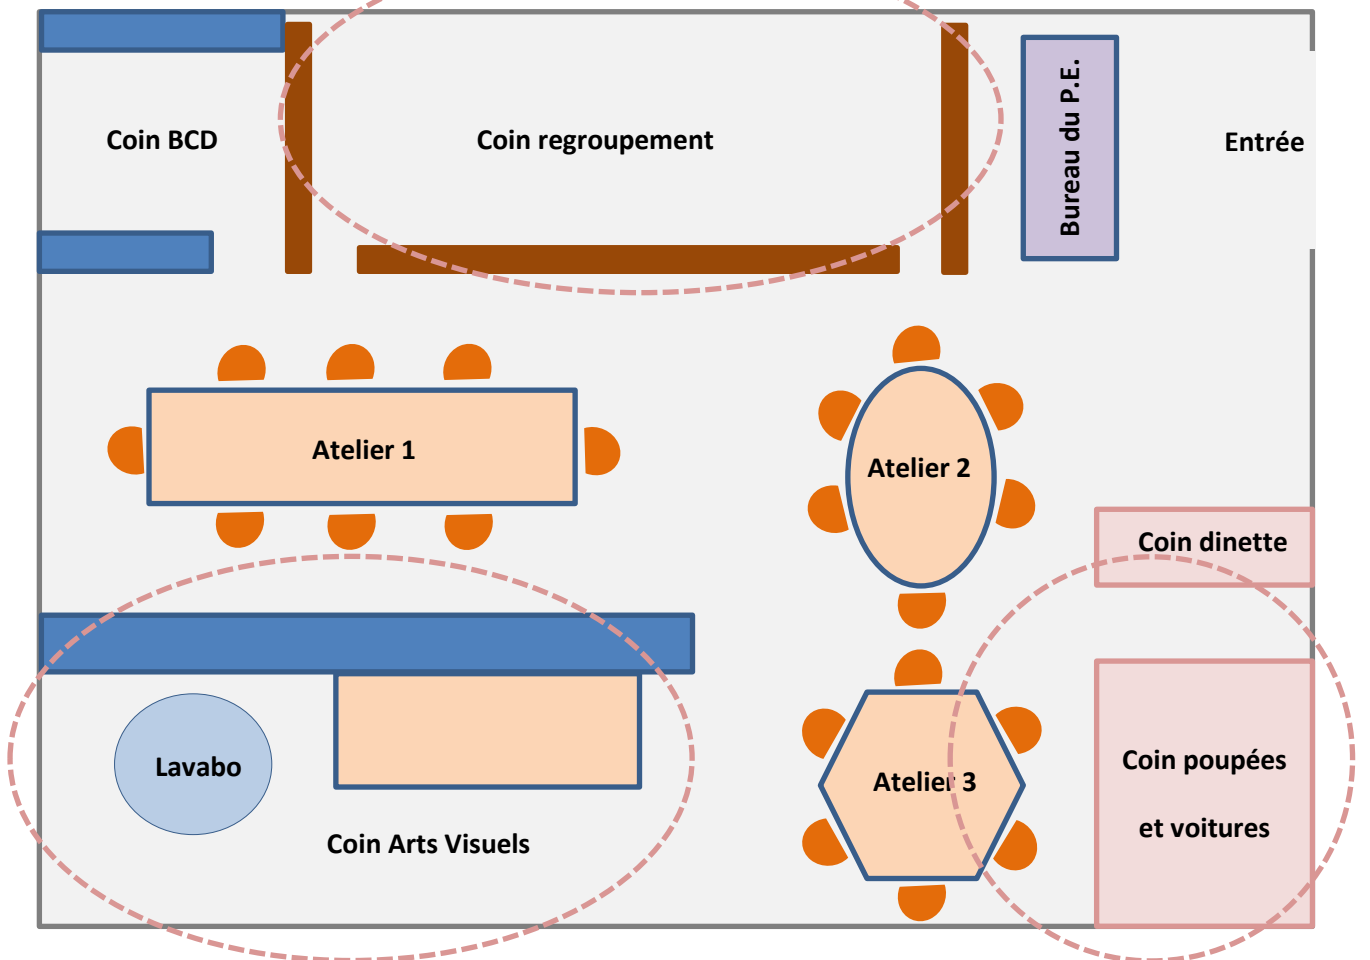 Coin BCD
Coin regroupement
Bureau du P.E.
Entrée
Atelier 1
Atelier 2
Coin dinette
Lavabo
Atelier 3
Coin poupées
et voitures
Coin Arts Visuels